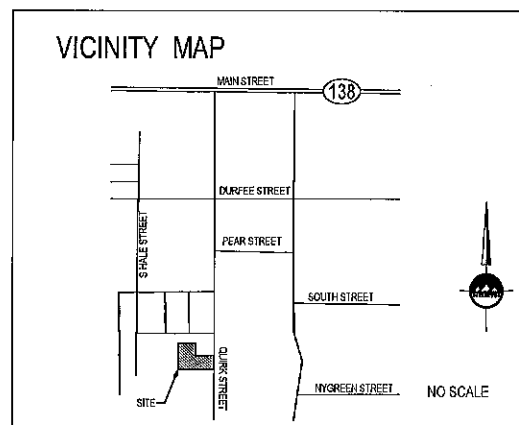 VICINITY MAP
MAIN STREET
138
DURFEE STREET
S HALE STREET
PEAR STREET
SOUTH STREET
QUIRK STREET
SITE
NYGREEN STREET
NO SCALE